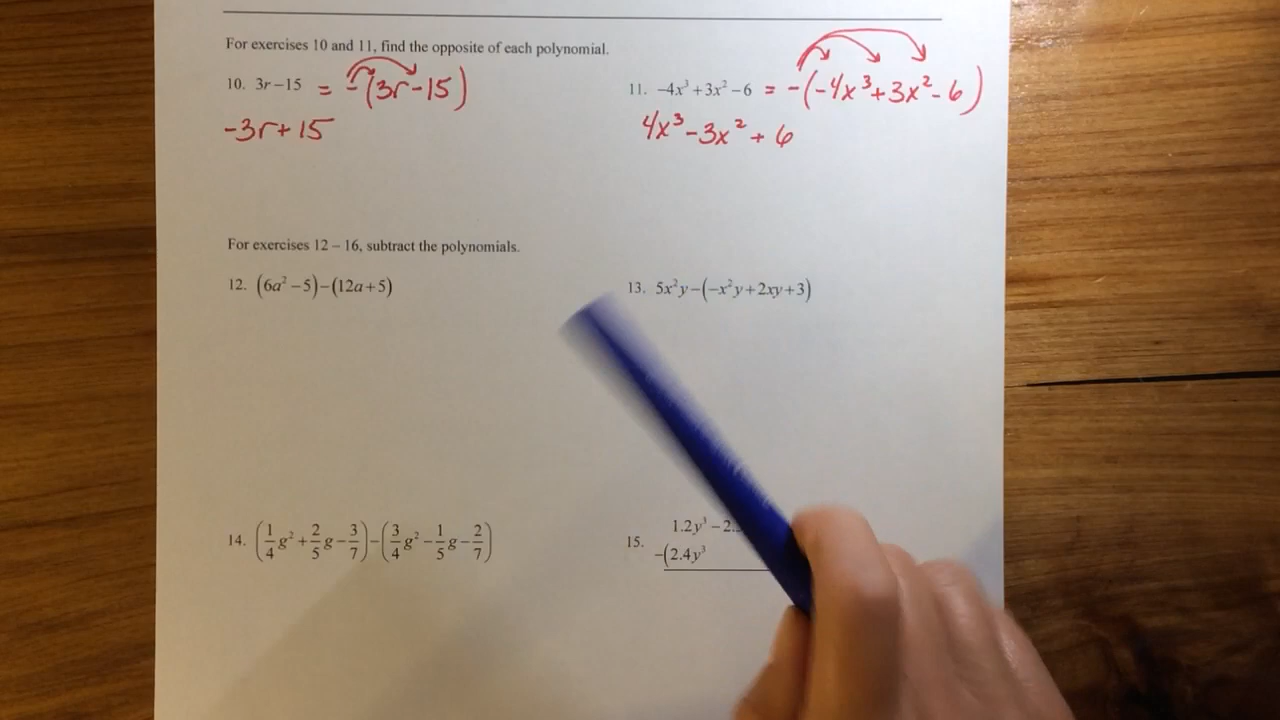 For exercises 10 and 11, find the opposite of each polynomial.
10. 3r−15 = −(3r−15)
−3r+15
11. −4x³+3x²−6 = −(−4x³+3x²−6)
4x³−3x²+6
For exercises 12 – 16, subtract the polynomials.
12. (6a²−5)−(12a+5)
13. 5x²y−(−x²y+2xy+3)
14. (1/4 g²+2/5 g−3/7)−(3/4 g²−1/5 g−2/7)
15. 1.2y³−2.
−(2.4y³